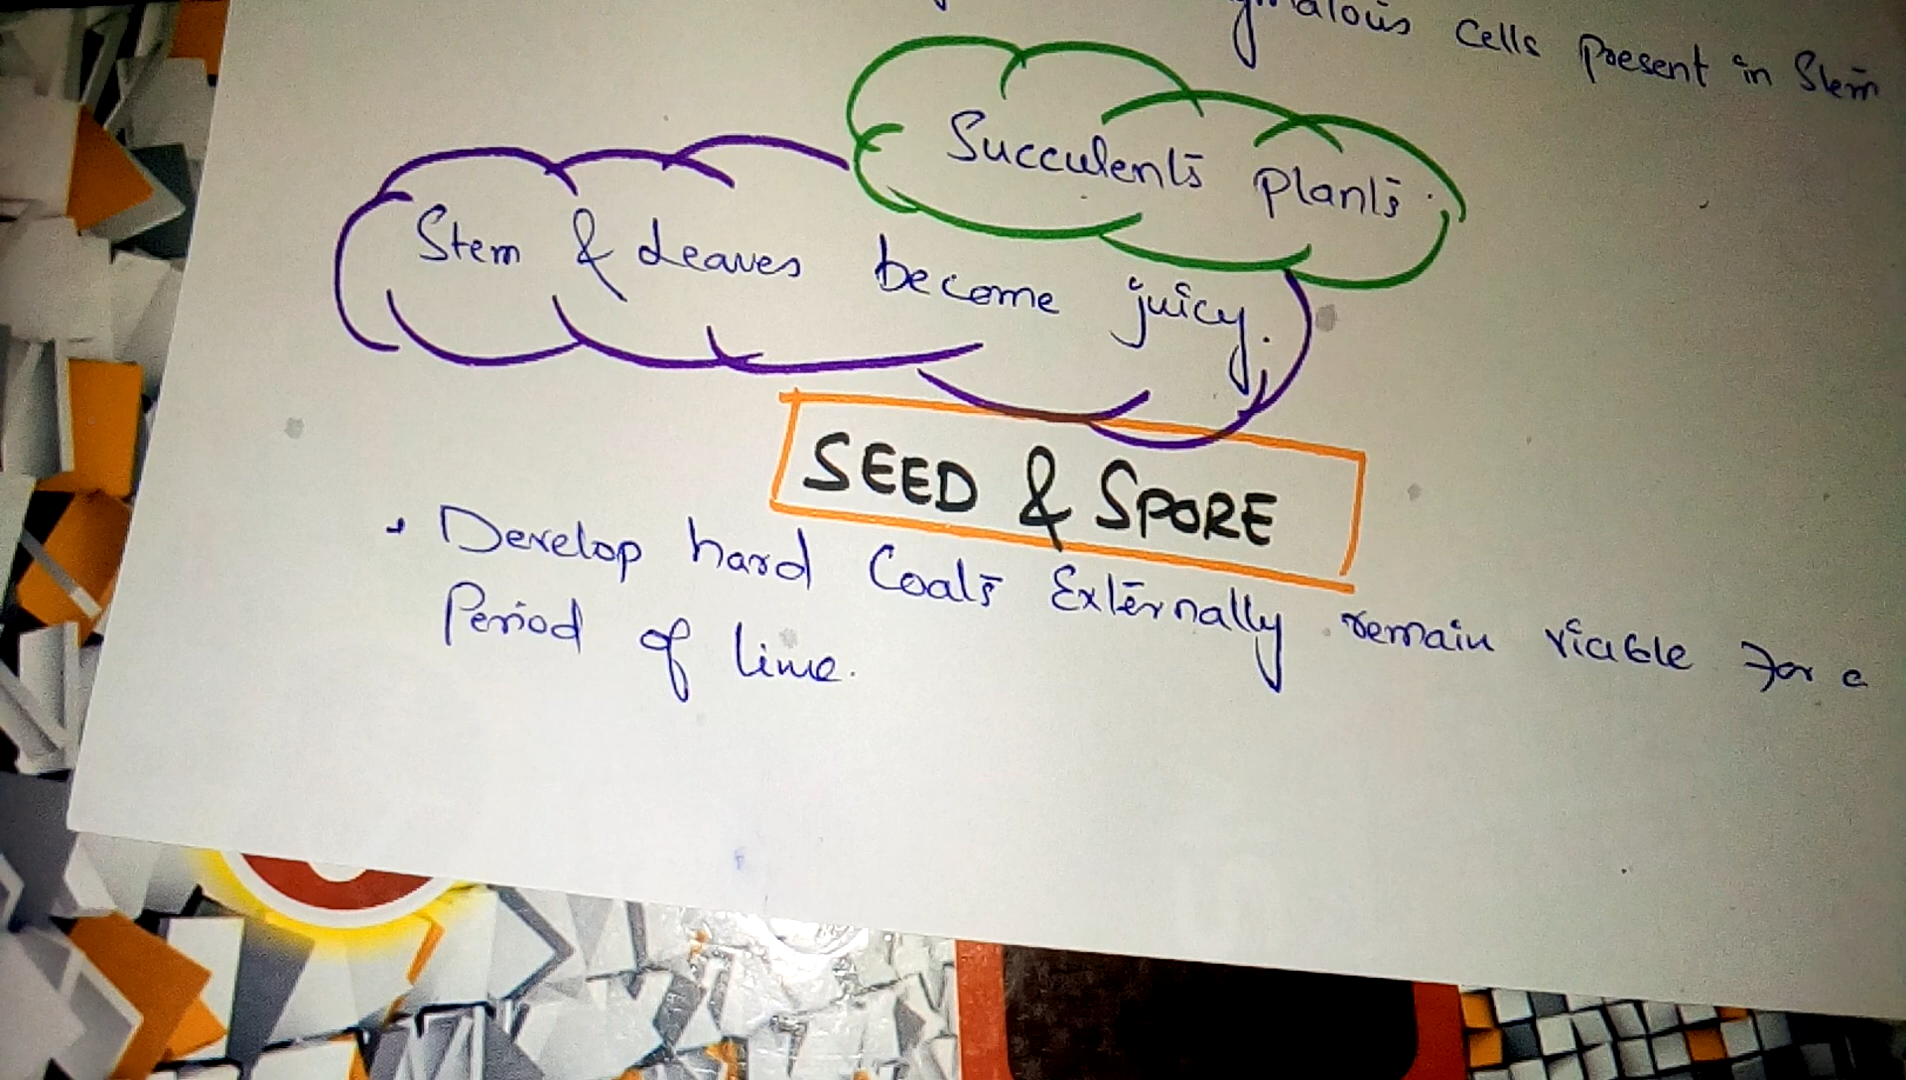 Cells present in Stem
Succulents plants.
Stem & Leaves become juicy.
SEED & SPORE
• Develop hard Coats Externally remain viable for a
Period of time.